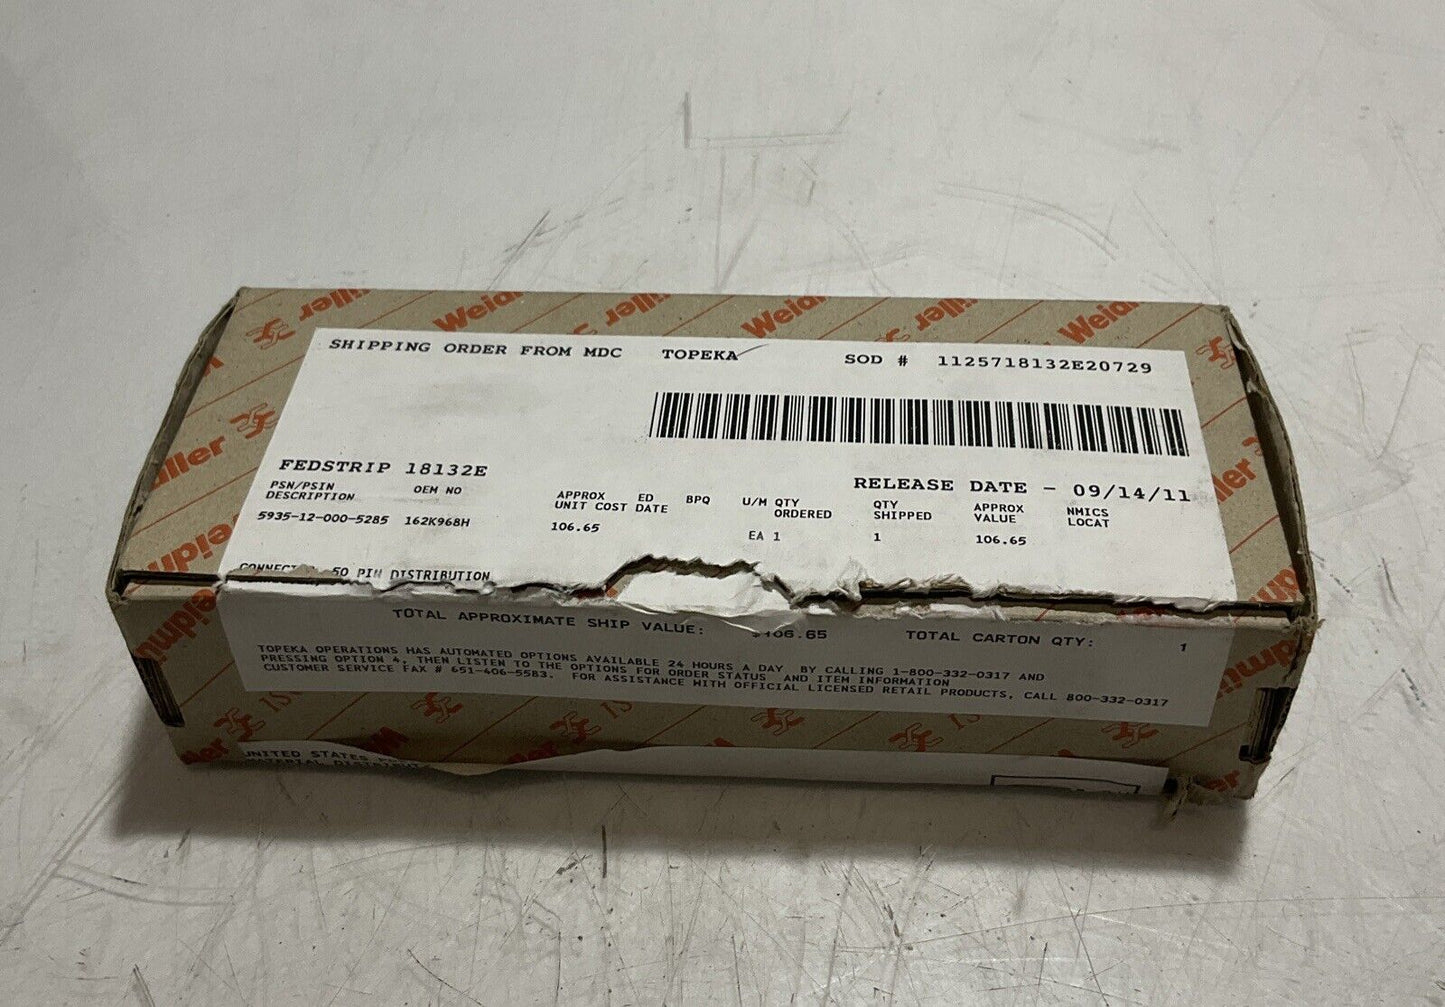 Weidmüller
SHIPPING ORDER FROM MDC TOPEKA SOD # 1125718132E20729
FEDSTRIP 18132E
RELEASE DATE - 09/14/11
PSN/PSIN OEM NO APPROX ED BPQ U/M QTY QTY APPROX NMICS
DESCRIPTION UNIT COST DATE ORDERED SHIPPED VALUE LOCAT
5935-12-000-5285 162K968H 106.65 EA 1 1 106.65
50 PIN DISTRIBUTION
TOTAL APPROXIMATE SHIP VALUE: $106.65 TOTAL CARTON QTY: 1
TOPEKA OPERATIONS HAS AUTOMATED OPTIONS AVAILABLE 24 HOURS A DAY BY CALLING 1-800-332-0317 AND
PRESSING OPTION 4, THEN LISTEN TO THE OPTIONS FOR ORDER STATUS AND ITEM INFORMATION
CUSTOMER SERVICE FAX # 651-406-5583. FOR ASSISTANCE WITH OFFICIAL LICENSED RETAIL PRODUCTS, CALL 800-332-0317
UNITED STATES
MATERIAL